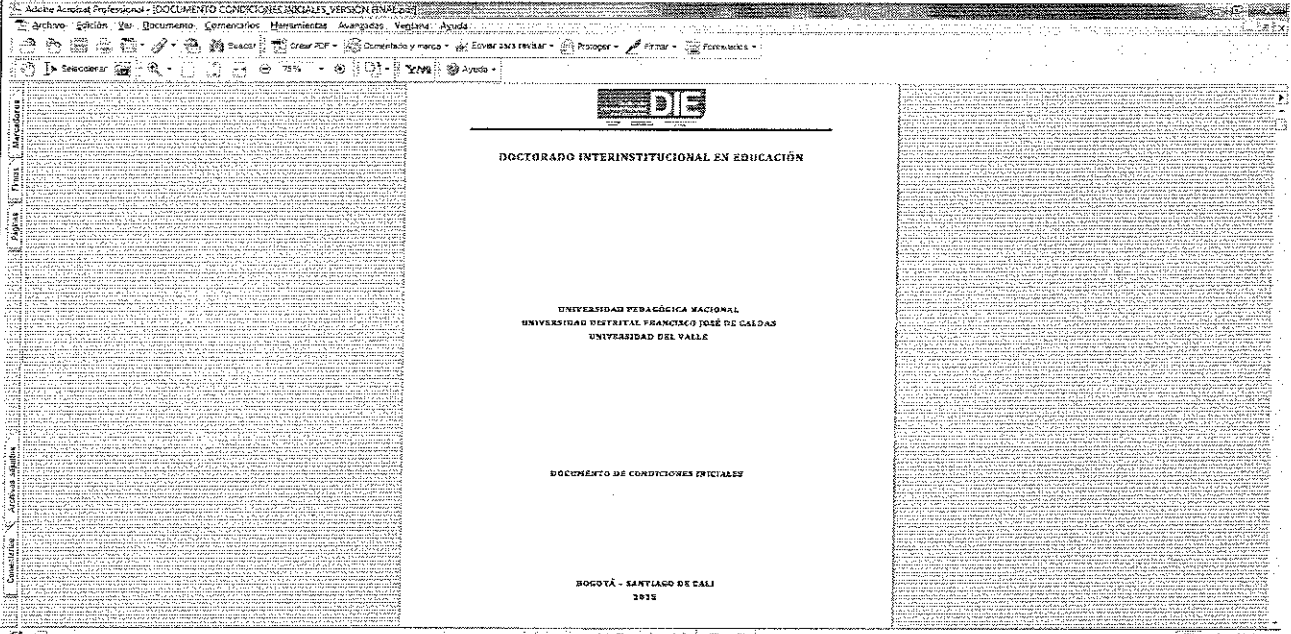 Adobe Acrobat Professional - [DOCUMENTO CONDICIONES INICIALES_VERSION FINAL.pdf]
Archivo Edición Ver Documento Comentarios Herramientas Avanzadas Ventana Ayuda
Buscar Crear PDF Comentario y marca Enviar para revisar Proteger Firmar Formularios
Seleccionar 75% Ayuda
Marcadores
Firmas
Páginas
Archivos adjuntos
Comentarios
DIE
DOCTORADO INTERINSTITUCIONAL EN EDUCACIÓN
UNIVERSIDAD PEDAGÓGICA NACIONAL
UNIVERSIDAD DISTRITAL FRANCISCO JOSÉ DE CALDAS
UNIVERSIDAD DEL VALLE
DOCUMENTO DE CONDICIONES INICIALES
BOGOTÁ – SANTIAGO DE CALI